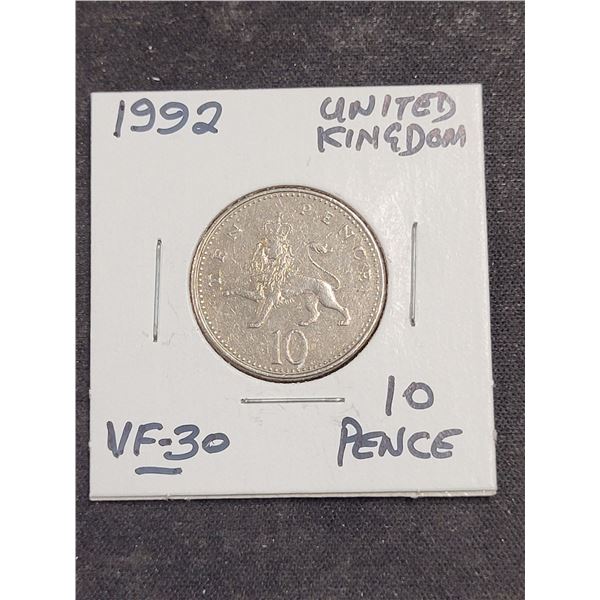 1992
UNITED
KINGDOM
TEN PENCE
10
VF-30
10
PENCE